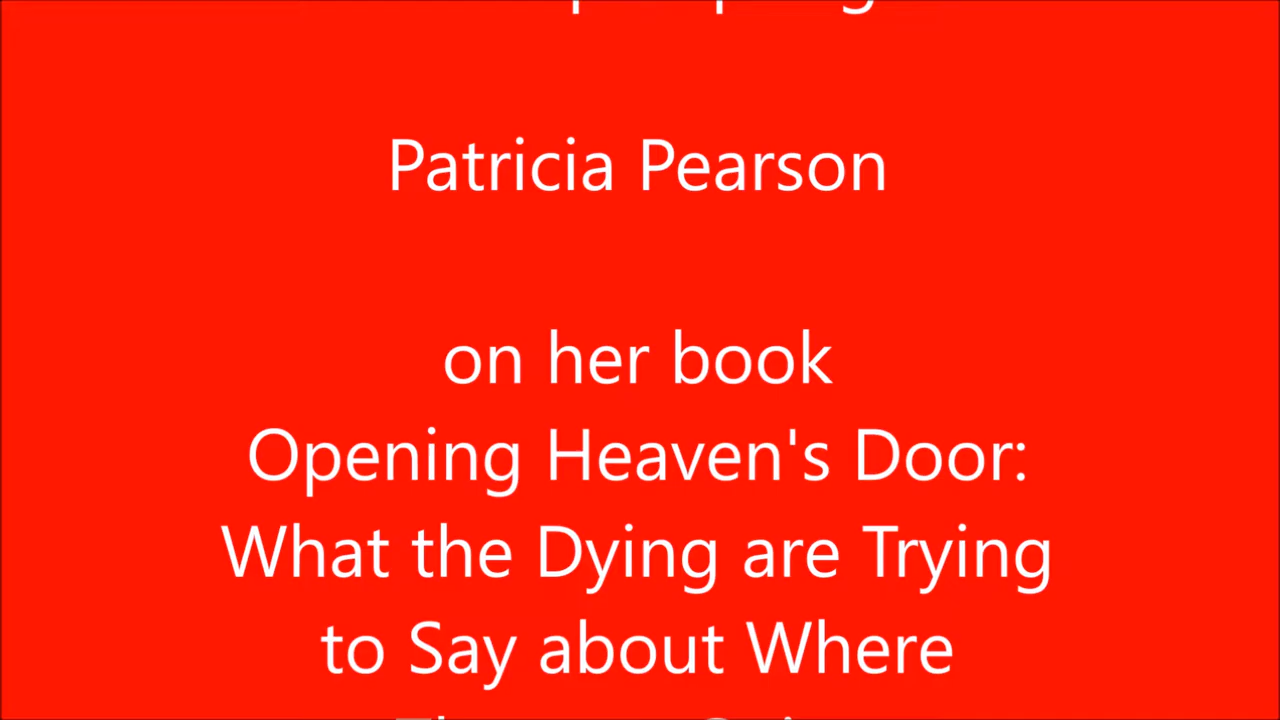 Patricia Pearson
on her book
Opening Heaven's Door:
What the Dying are Trying
to Say about Where